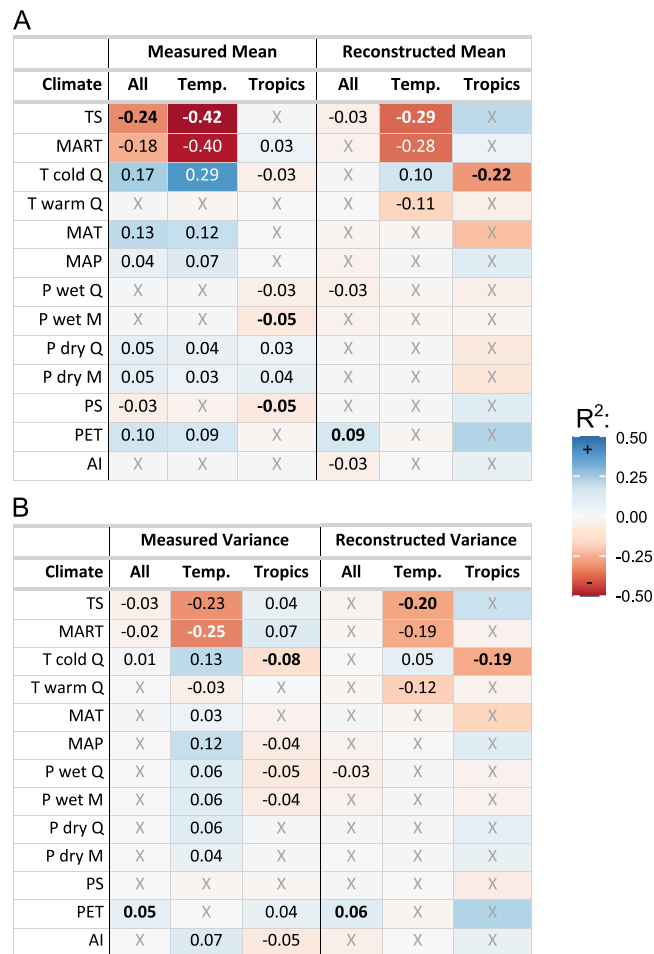 A
Measured Mean Reconstructed Mean
Climate All Temp. Tropics All Temp. Tropics
TS -0.24 -0.42 X -0.03 -0.29 X
MART -0.18 -0.40 0.03 X -0.28 X
T cold Q 0.17 0.29 -0.03 X 0.10 -0.22
T warm Q X X X X -0.11 X
MAT 0.13 0.12 X X X X
MAP 0.04 0.07 X X X X
P wet Q X X -0.03 -0.03 X X
P wet M X X -0.05 X X X
P dry Q 0.05 0.04 0.03 X X X
P dry M 0.05 0.03 0.04 X X X
PS -0.03 X -0.05 X X X
PET 0.10 0.09 X 0.09 X X
AI X X X -0.03 X X
R²:
0.50
+
0.25
0.00
-0.25
-
-0.50
B
Measured Variance Reconstructed Variance
Climate All Temp. Tropics All Temp. Tropics
TS -0.03 -0.23 0.04 X -0.20 X
MART -0.02 -0.25 0.07 X -0.19 X
T cold Q 0.01 0.13 -0.08 X 0.05 -0.19
T warm Q X -0.03 X X -0.12 X
MAT X 0.03 X X X X
MAP X 0.12 -0.04 X X X
P wet Q X 0.06 -0.05 -0.03 X X
P wet M X 0.06 -0.04 X X X
P dry Q X 0.06 X X X X
P dry M X 0.04 X X X X
PS X X X X X X
PET 0.05 X 0.04 0.06 X X
AI X 0.07 -0.05 X X X